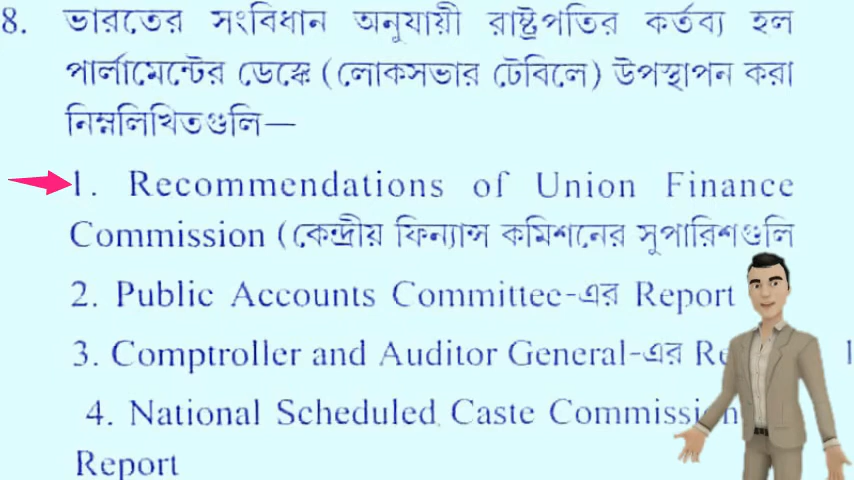 8. ভারতের সংবিধান অনুযায়ী রাষ্ট্রপতির কর্তব্য হল
পার্লামেন্টের ডেস্কে (লোকসভার টেবিলে) উপস্থাপন করা
নিম্নলিখিতগুলি—
1. Recommendations of Union Finance
Commission (কেন্দ্রীয় ফিন্যান্স কমিশনের সুপারিশগুলি
2. Public Accounts Committee-এর Report
3. Comptroller and Auditor General-এর
4. National Scheduled Caste Commission
Report